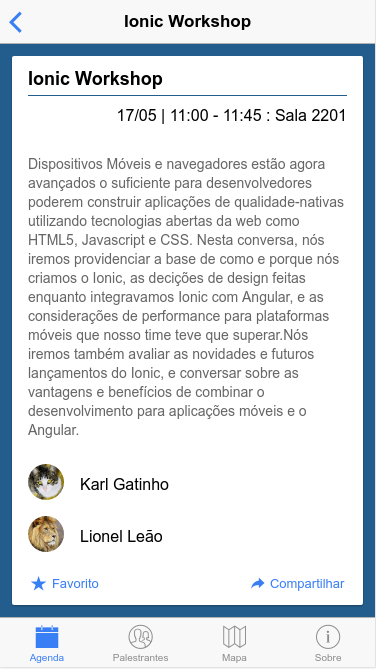 Ionic Workshop
Ionic Workshop
17/05 | 11:00 - 11:45 : Sala 2201
Dispositivos Móveis e navegadores estão agora
avançados o suficiente para desenvolvedores
poderem construir aplicações de qualidade-nativas
utilizando tecnologias abertas da web como
HTML5, Javascript e CSS. Nesta conversa, nós
iremos providenciar a base de como e porque nós
criamos o Ionic, as decições de design feitas
enquanto integravamos Ionic com Angular, e as
considerações de performance para plataformas
móveis que nosso time teve que superar.Nós
iremos também avaliar as novidades e futuros
lançamentos do Ionic, e conversar sobre as
vantagens e benefícios de combinar o
desenvolvimento para aplicações móveis e o
Angular.
Karl Gatinho
Lionel Leão
Favorito Compartilhar
Agenda Palestrantes Mapa Sobre